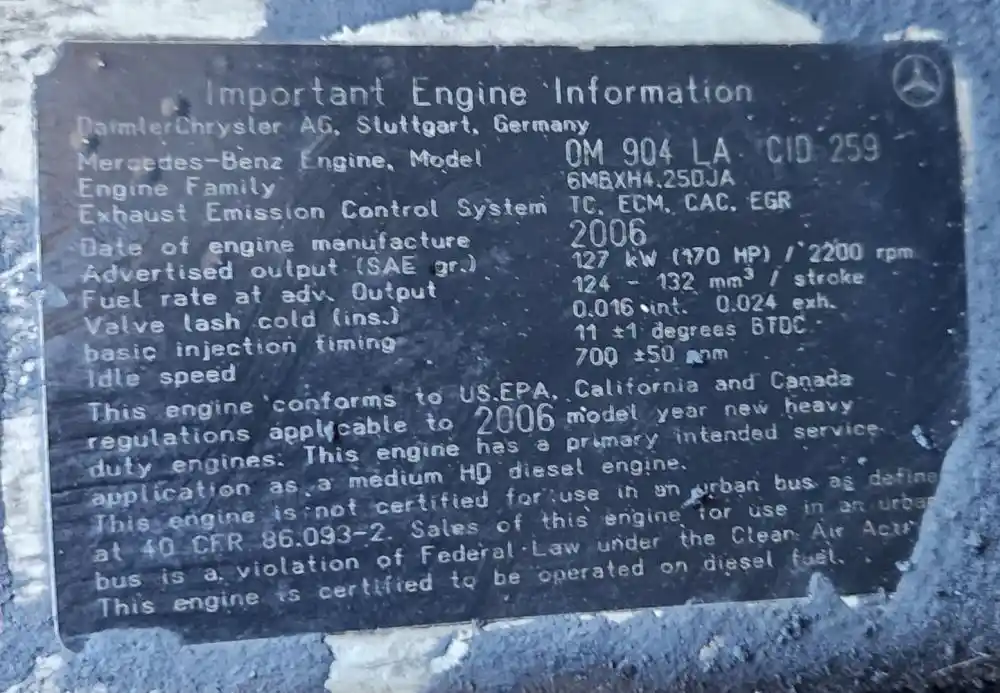 Important Engine Information
DaimlerChrysler AG, Stuttgart, Germany
Mercedes-Benz Engine, Model OM 904 LA CID 259
Engine Family 6MBXH4.25DJA
Exhaust Emission Control System TC, ECM, CAC, EGR
Date of engine manufacture 2006
Advertised output (SAE gr.) 127 kW (170 HP) / 2200 rpm
Fuel rate at adv. Output 124 - 132 mm³ / stroke
Valve lash cold (ins.) 0.016 int. 0.024 exh.
basic injection timing 11 ±1 degrees BTDC
Idle speed 700 ±50 rpm
This engine conforms to US.EPA, California and Canada
regulations applicable to 2006 model year new heavy
duty engines. This engine has a primary intended service
application as a medium HD diesel engine.
This engine is not certified for use in an urban bus as define
at 40 CFR 86.093-2. Sales of this engine for use in an urba
bus is a violation of Federal Law under the Clean Air Act.
This engine is certified to be operated on diesel fuel.